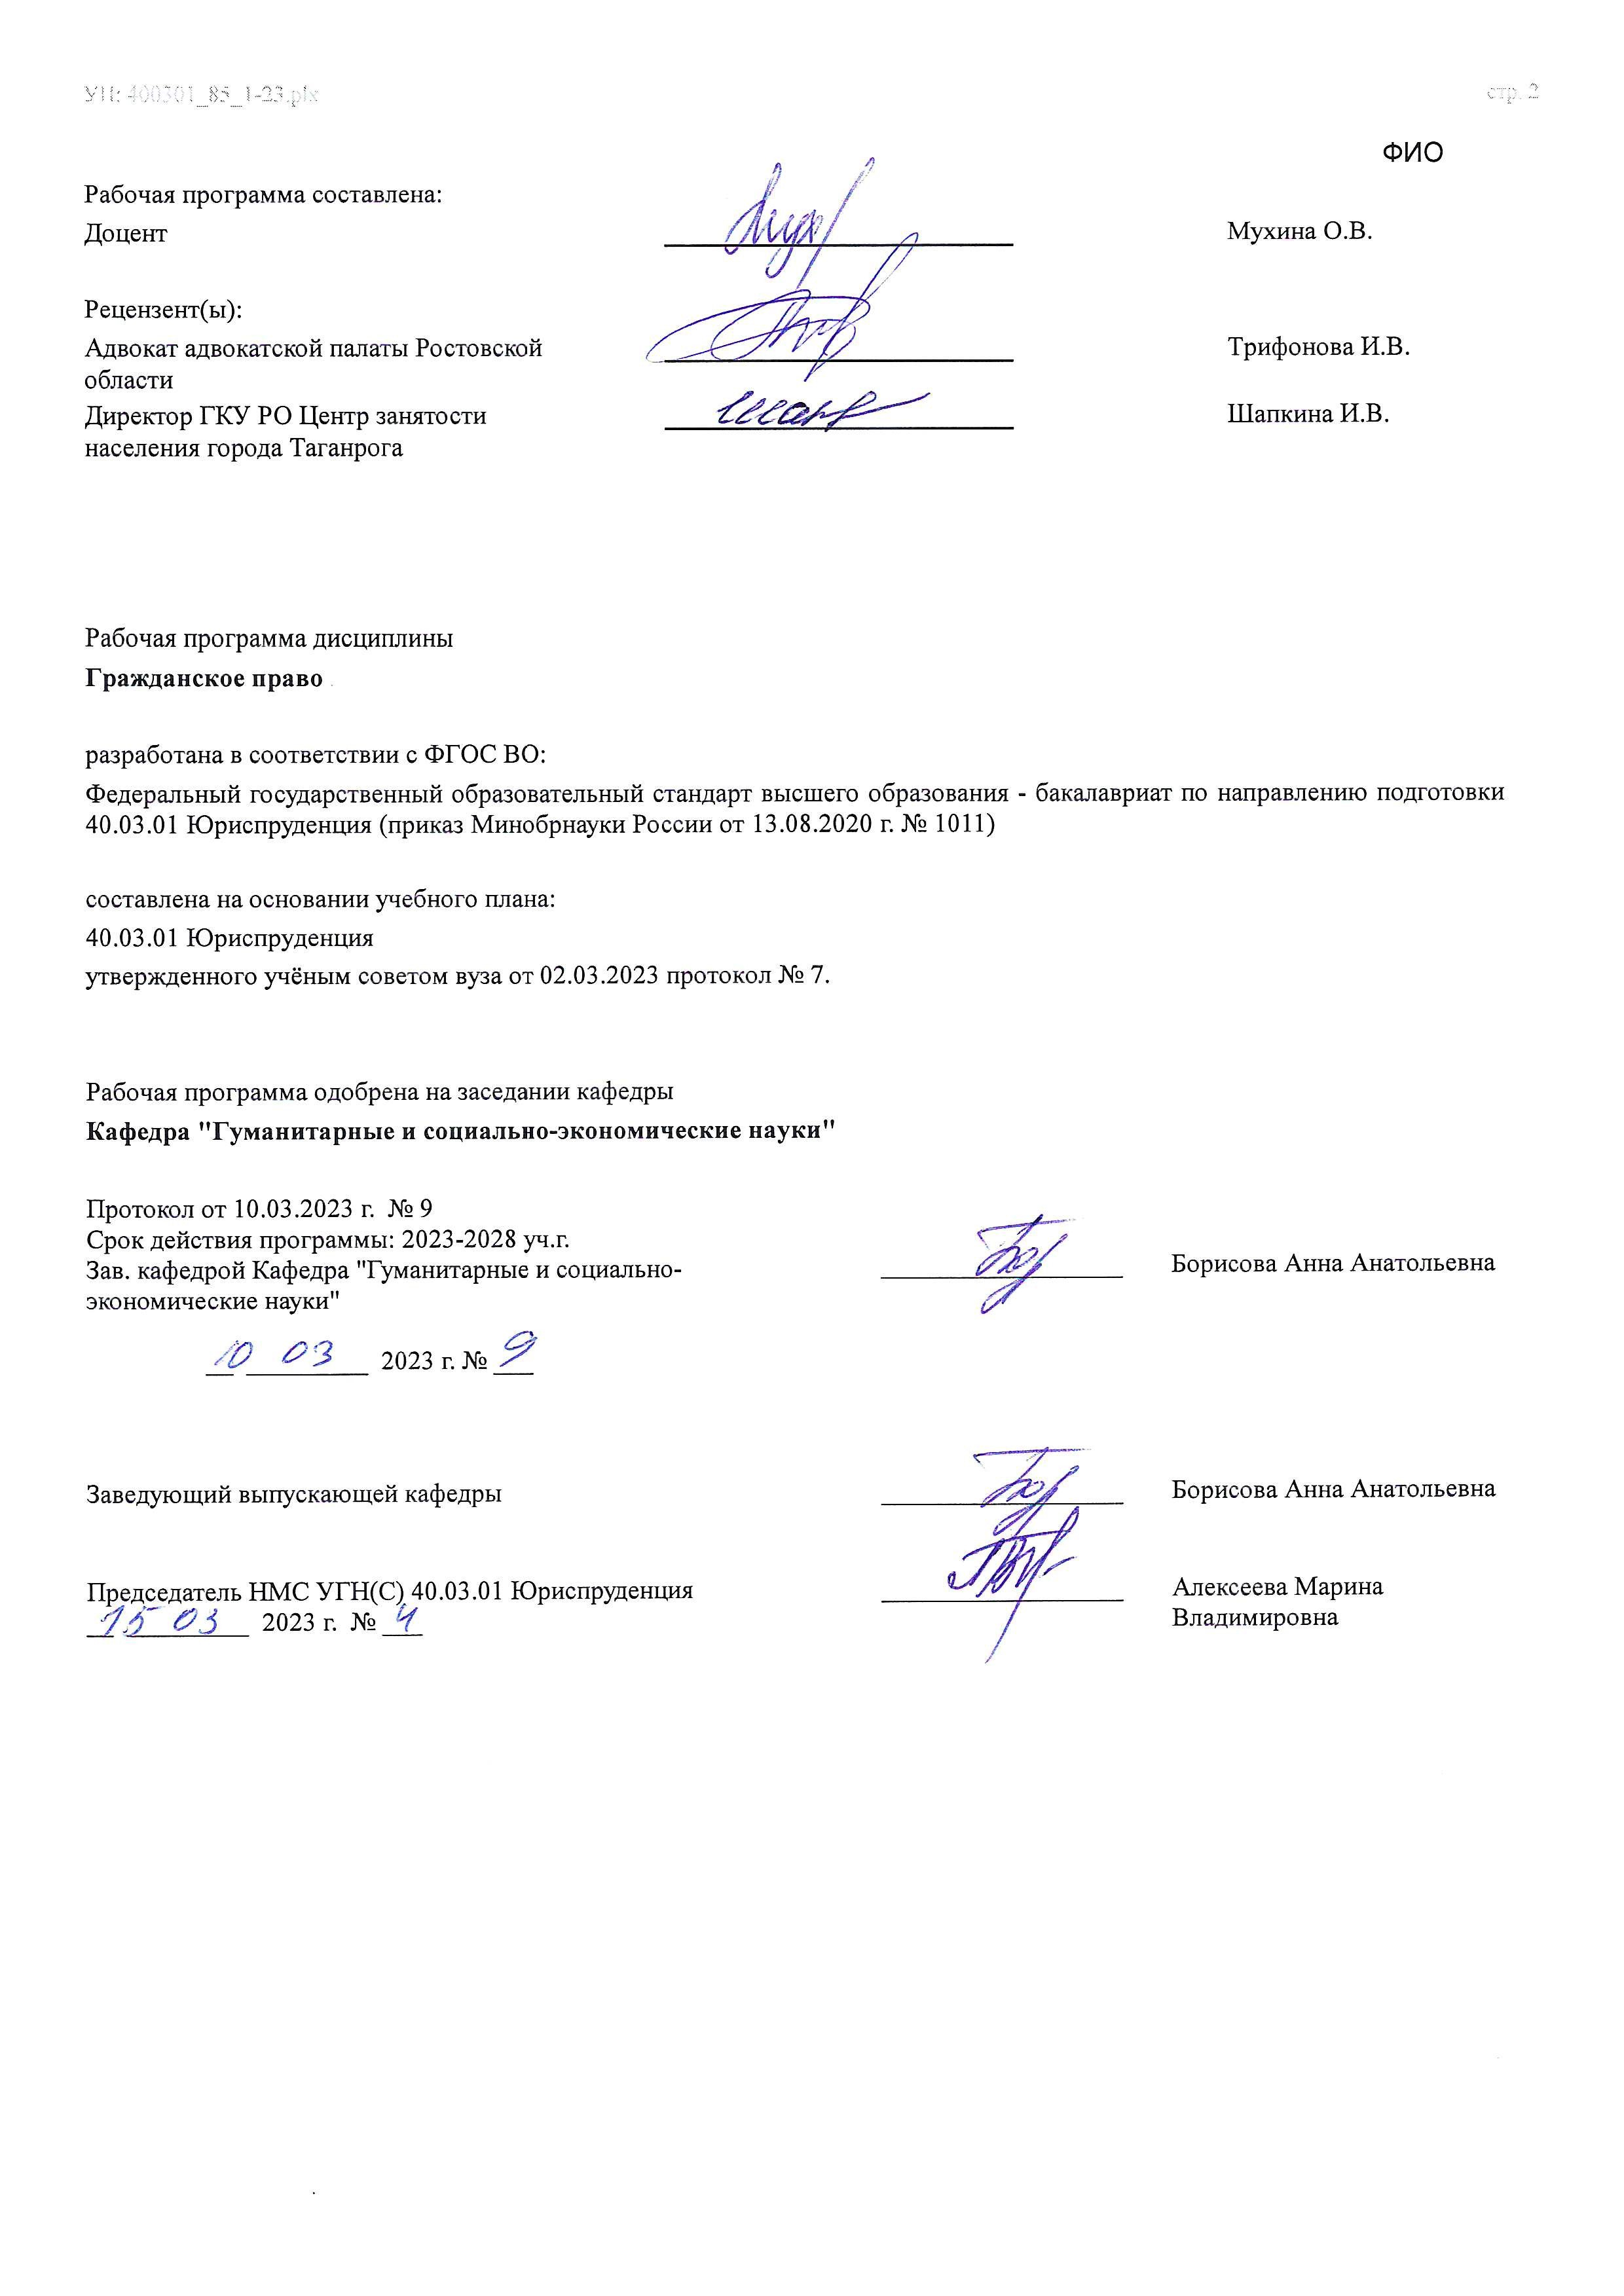 УП: 400301_85_1-23.plx стр. 2
ФИО
Рабочая программа составлена:
Доцент Мухина О.В.
Рецензент(ы):
Адвокат адвокатской палаты Ростовской Трифонова И.В.
области
Директор ГКУ РО Центр занятости Шапкина И.В.
населения города Таганрога
Рабочая программа дисциплины
Гражданское право
разработана в соответствии с ФГОС ВО:
Федеральный государственный образовательный стандарт высшего образования - бакалавриат по направлению подготовки
40.03.01 Юриспруденция (приказ Минобрнауки России от 13.08.2020 г. № 1011)
составлена на основании учебного плана:
40.03.01 Юриспруденция
утвержденного учёным советом вуза от 02.03.2023 протокол № 7.
Рабочая программа одобрена на заседании кафедры
Кафедра "Гуманитарные и социально-экономические науки"
Протокол от 10.03.2023 г. № 9
Срок действия программы: 2023-2028 уч.г.
Зав. кафедрой Кафедра "Гуманитарные и социально- Борисова Анна Анатольевна
экономические науки"
10 03 2023 г. № 9
Заведующий выпускающей кафедры Борисова Анна Анатольевна
Председатель НМС УГН(С) 40.03.01 Юриспруденция Алексеева Марина
15 03 2023 г. № 4 Владимировна